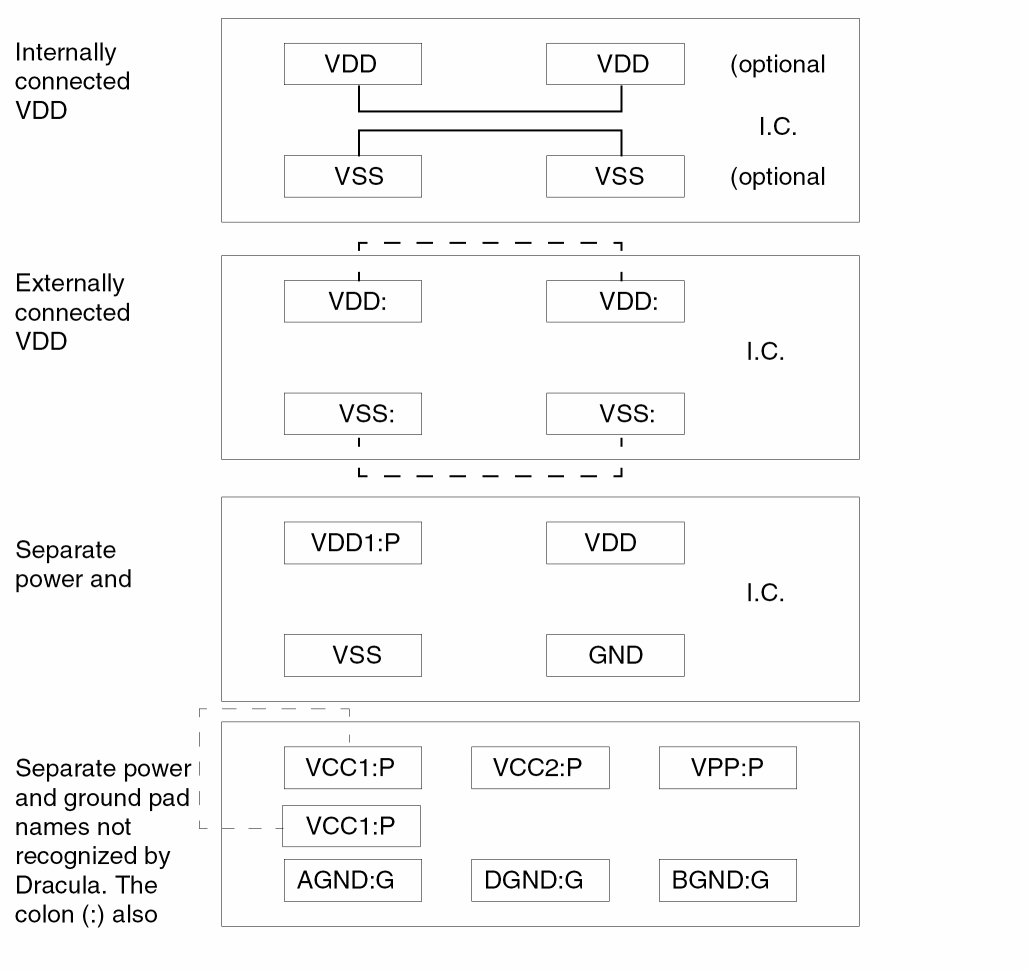 Internally
connected
VDD
VDD VDD (optional
I.C.
VSS VSS (optional
Externally
connected
VDD
VDD: VDD:
I.C.
VSS: VSS:
Separate
power and
VDD1:P VDD
I.C.
VSS GND
Separate power
and ground pad
names not
recognized by
Dracula. The
colon (:) also
VCC1:P VCC2:P VPP:P
VCC1:P
AGND:G DGND:G BGND:G